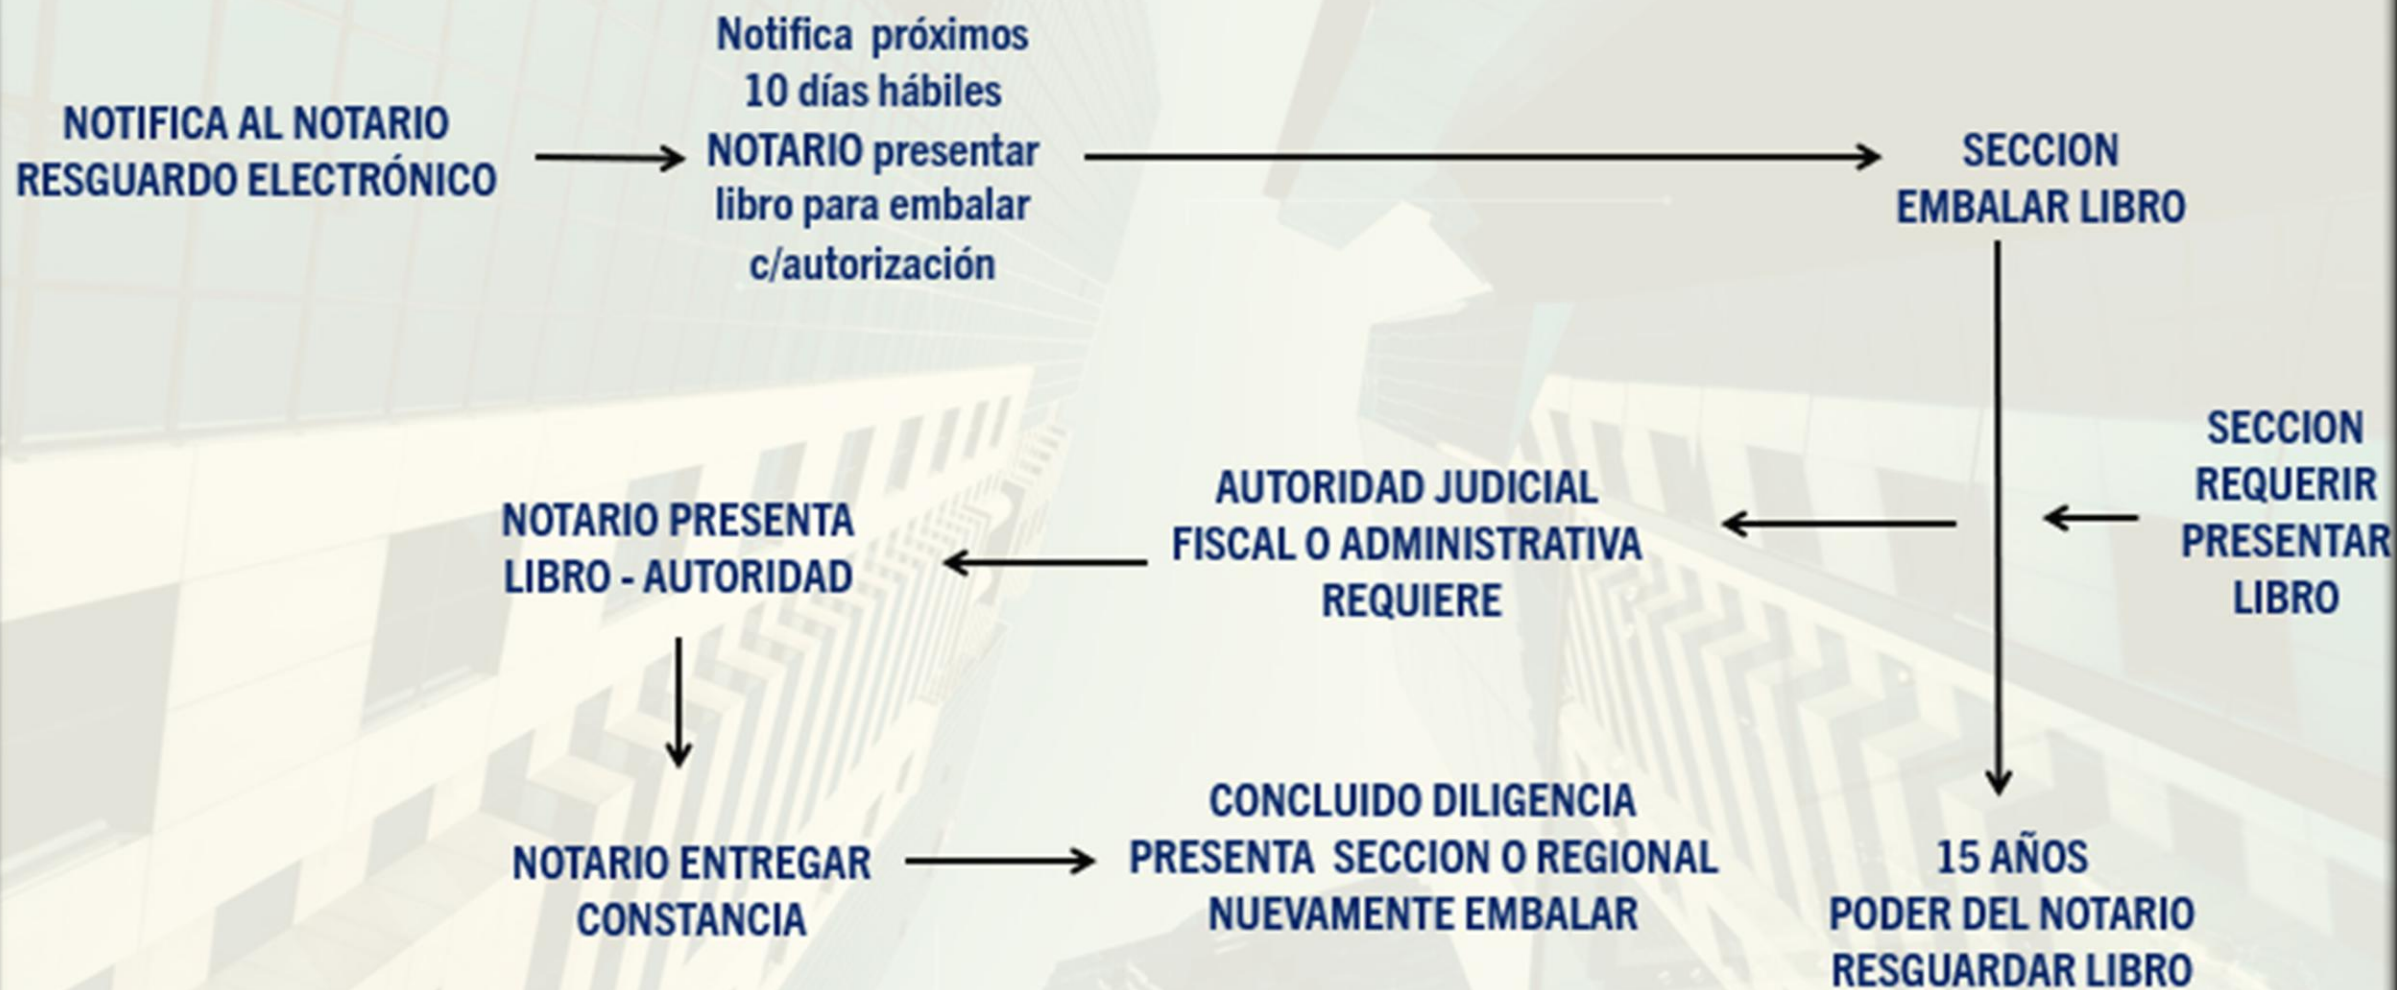 NOTIFICA AL NOTARIO
RESGUARDO ELECTRÓNICO
Notifica próximos
10 días hábiles
NOTARIO presentar
libro para embalar
c/autorización
SECCION
EMBALAR LIBRO
SECCION
REQUERIR
PRESENTAR
LIBRO
AUTORIDAD JUDICIAL
FISCAL O ADMINISTRATIVA
REQUIERE
NOTARIO PRESENTA
LIBRO - AUTORIDAD
NOTARIO ENTREGAR
CONSTANCIA
CONCLUIDO DILIGENCIA
PRESENTA SECCION O REGIONAL
NUEVAMENTE EMBALAR
15 AÑOS
PODER DEL NOTARIO
RESGUARDAR LIBRO